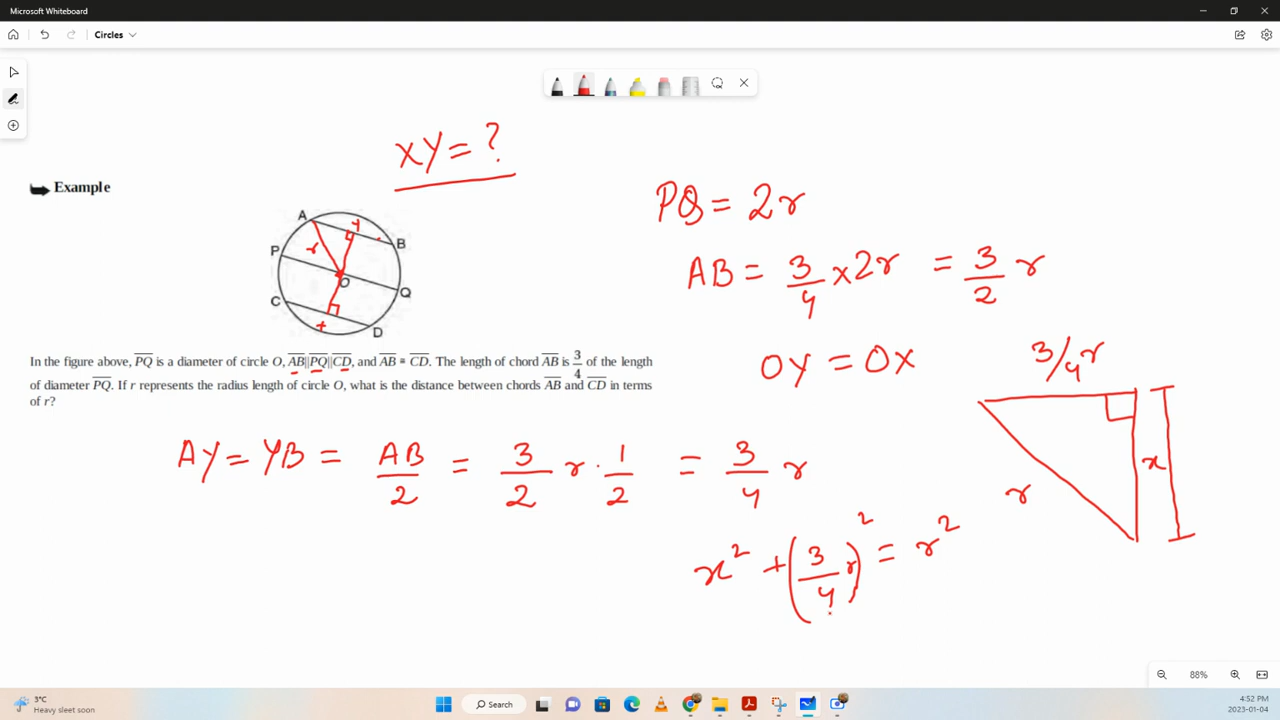 Microsoft Whiteboard
Circles
XY = ?
Example
A
Y
B
r
P
O
Q
C
X
D
In the figure above, PQ is a diameter of circle O, AB||PQ||CD, and AB ≅ CD. The length of chord AB is 3/4 of the length
of diameter PQ. If r represents the radius length of circle O, what is the distance between chords AB and CD in terms
of r?
PQ = 2r
AB = 3/4 x 2r = 3/2 r
OY = OX
3/4 r
x
r
AY = YB = AB/2 = 3/2 r · 1/2 = 3/4 r
x² + (3/4 r)² = r²
88%
3°C
Heavy sleet soon
Search
4:52 PM
2023-01-04